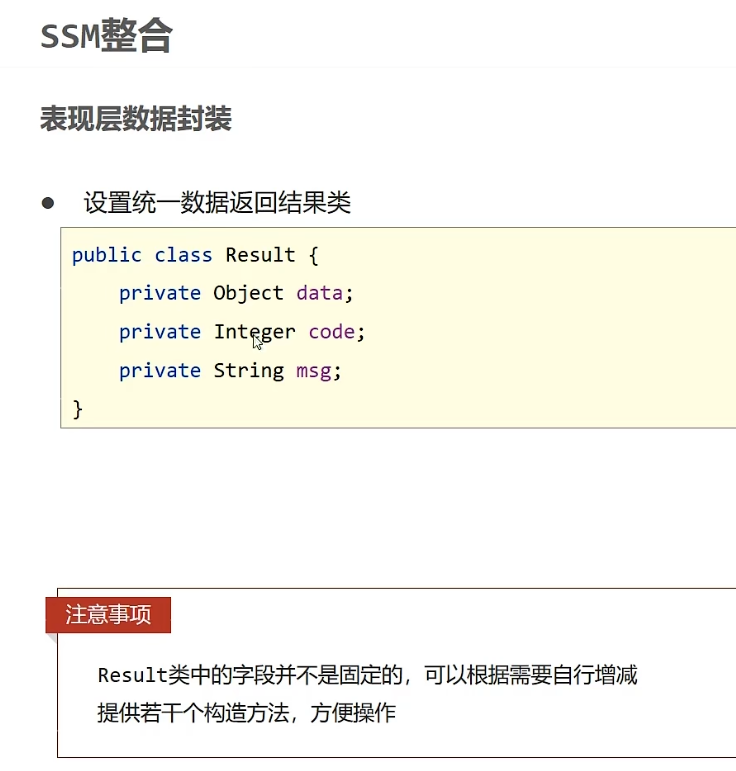 SSM整合
表现层数据封装
● 设置统一数据返回结果类
public class Result {
    private Object data;
    private Integer code;
    private String msg;
}
注意事项
Result类中的字段并不是固定的，可以根据需要自行增减
提供若干个构造方法，方便操作